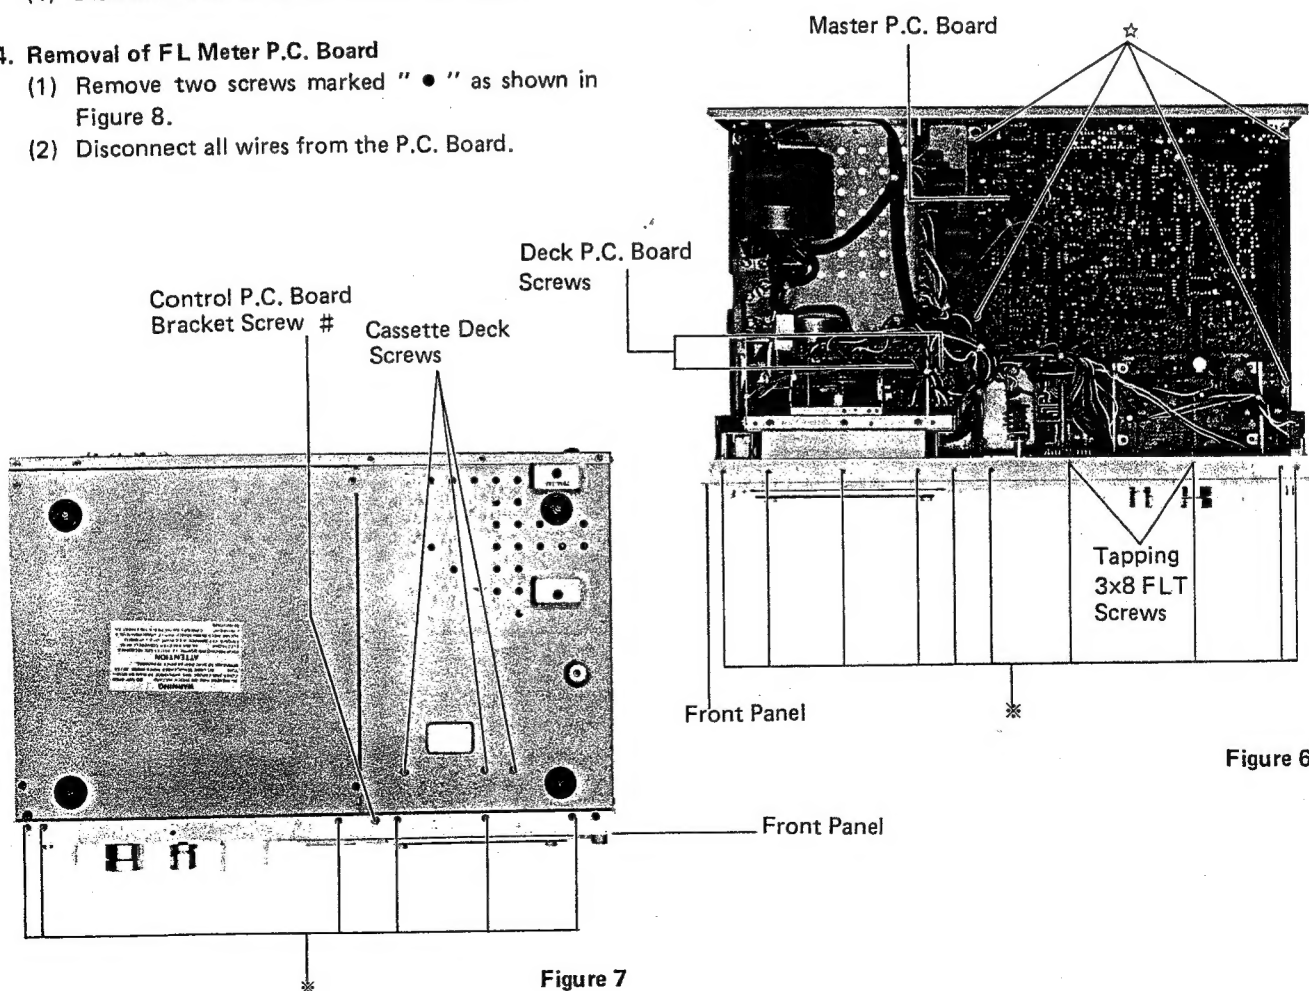 4. Removal of FL Meter P.C. Board
(1) Remove two screws marked " ● " as shown in
Figure 8.
(2) Disconnect all wires from the P.C. Board.
Master P.C. Board
☆
Deck P.C. Board
Screws
Control P.C. Board
Bracket Screw #
Cassette Deck
Screws
Tapping
3x8 FLT
Screws
Front Panel
※
Figure 6
WARNING
ATTENTION
Front Panel
※
Figure 7